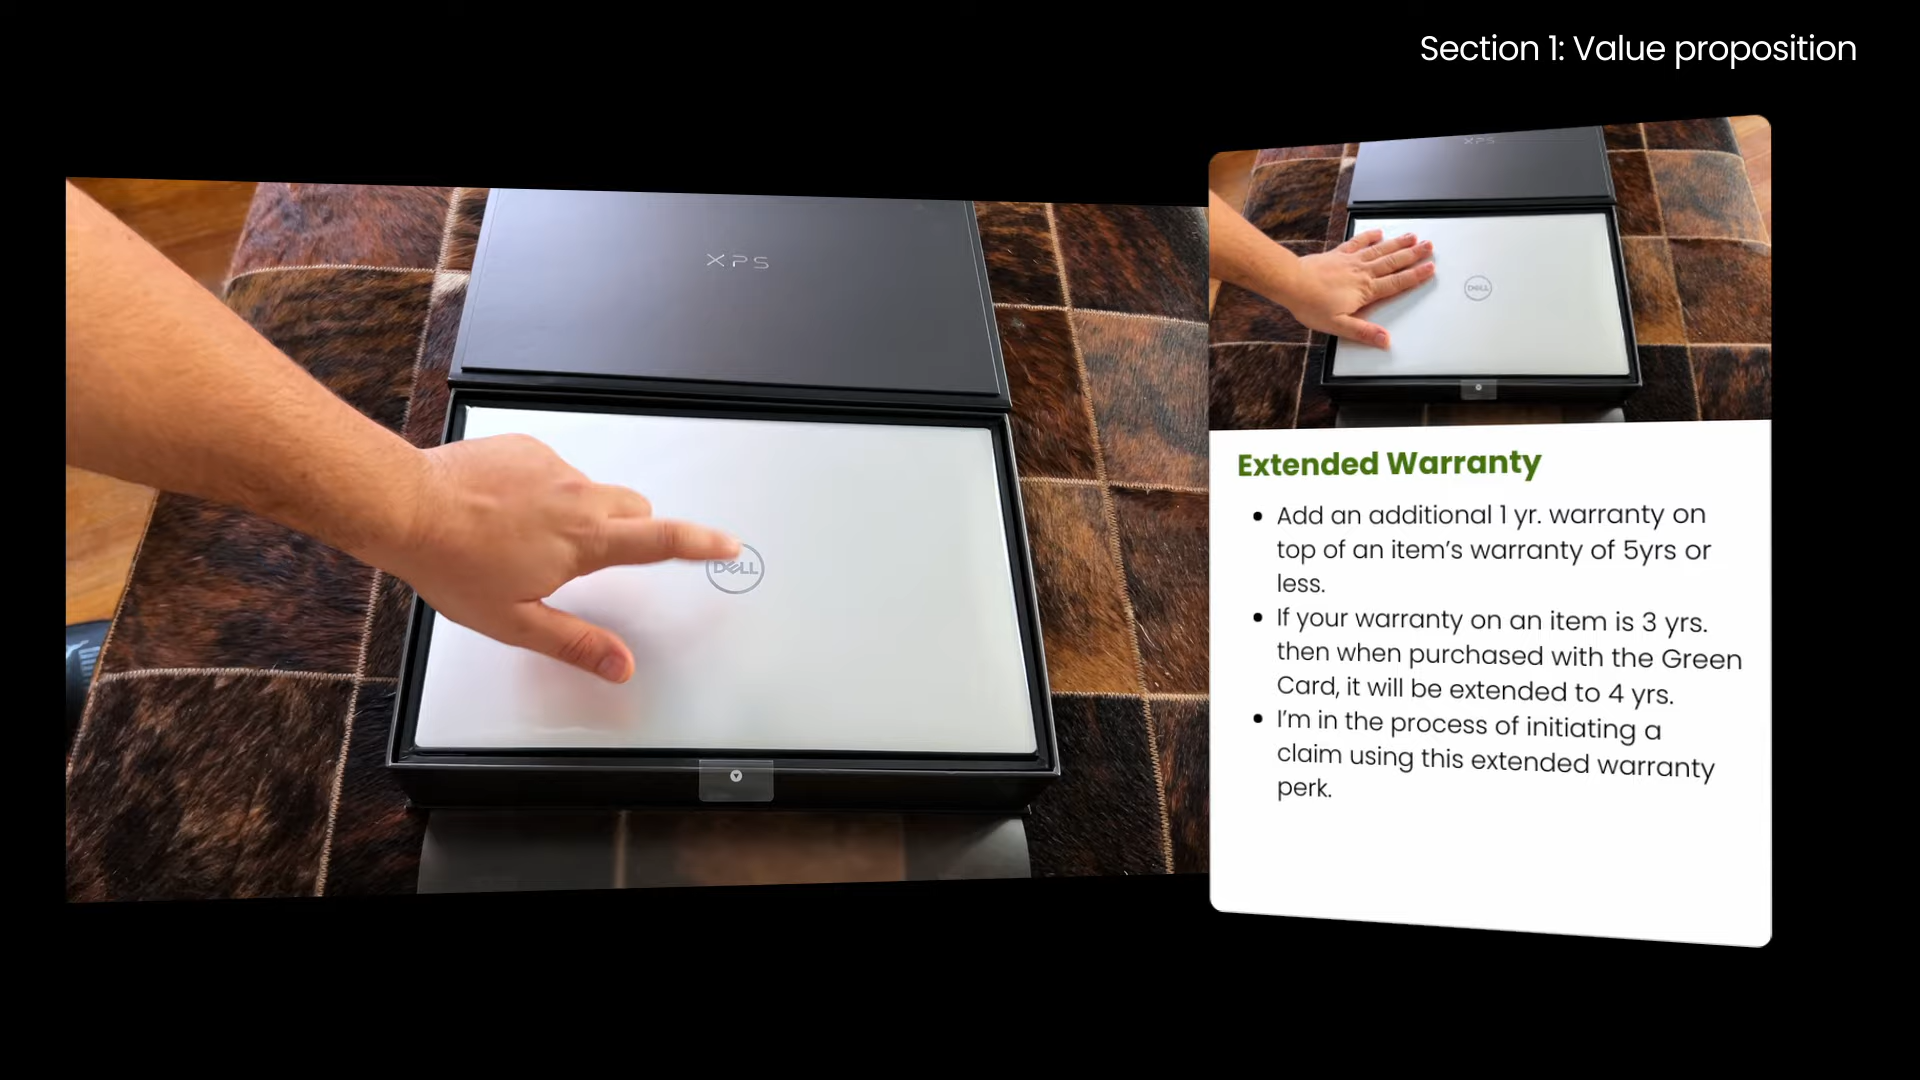 Section 1: Value proposition
XPS
DELL
XPS
DELL
Extended Warranty
• Add an additional 1 yr. warranty on
top of an item's warranty of 5yrs or
less.
• If your warranty on an item is 3 yrs.
then when purchased with the Green
Card, it will be extended to 4 yrs.
• I'm in the process of initiating a
claim using this extended warranty
perk.